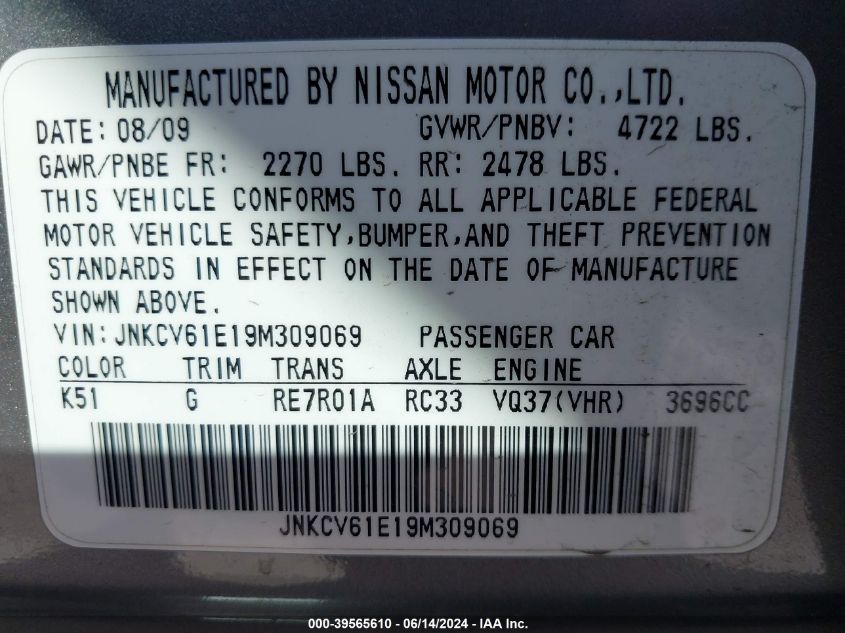 MANUFACTURED BY NISSAN MOTOR CO.,LTD.
DATE: 08/09 GVWR/PNBV: 4722 LBS.
GAWR/PNBE FR: 2270 LBS. RR: 2478 LBS.
THIS VEHICLE CONFORMS TO ALL APPLICABLE FEDERAL
MOTOR VEHICLE SAFETY,BUMPER,AND THEFT PREVENTION
STANDARDS IN EFFECT ON THE DATE OF MANUFACTURE
SHOWN ABOVE.
VIN: JNKCV61E19M309069 PASSENGER CAR
COLOR TRIM TRANS AXLE ENGINE
K51 G RE7R01A RC33 VQ37(VHR) 3696CC
JNKCV61E19M309069
000-39565610 - 06/14/2024 - IAA Inc.